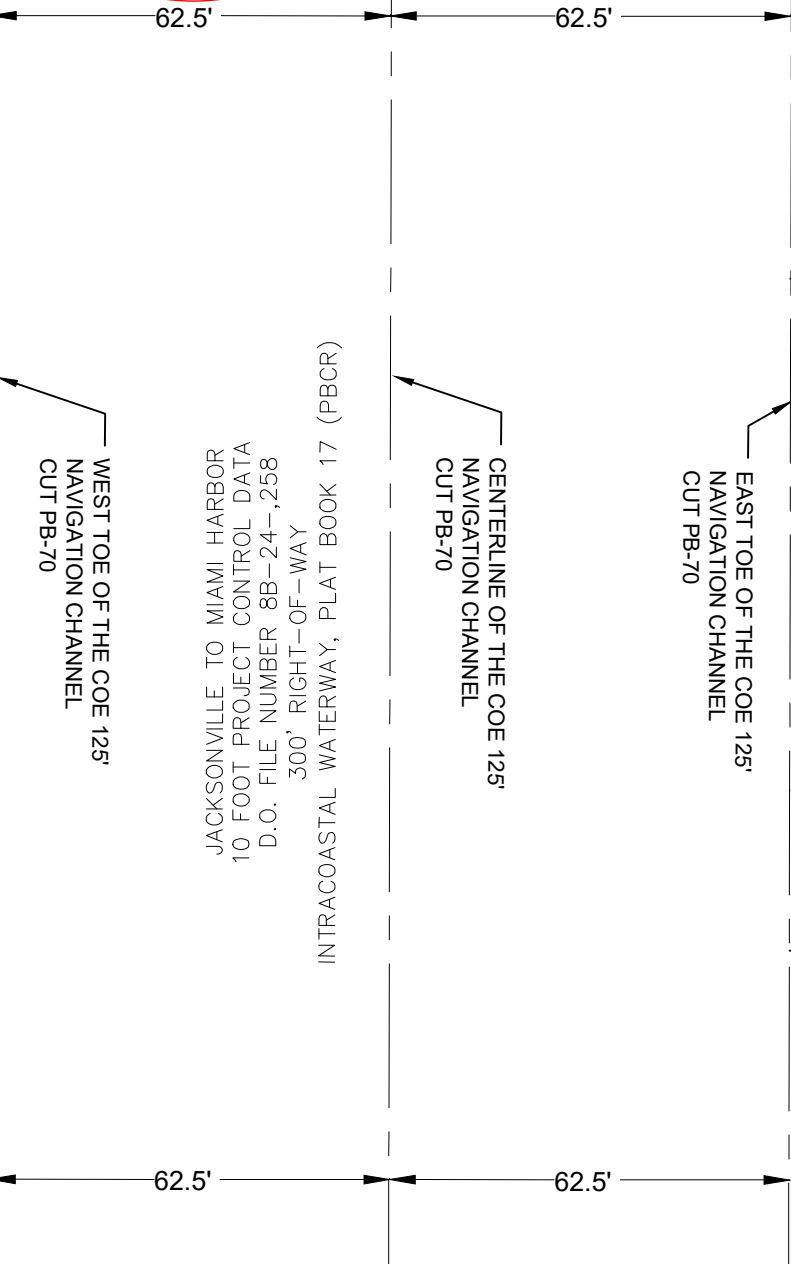 62.5'
62.5'
EAST TOE OF THE COE 125'
NAVIGATION CHANNEL
CUT PB-70
CENTERLINE OF THE COE 125'
NAVIGATION CHANNEL
CUT PB-70
JACKSONVILLE TO MIAMI HARBOR
10 FOOT PROJECT CONTROL DATA
D.O. FILE NUMBER 8B-24-,258
300' RIGHT-OF-WAY
INTRACOASTAL WATERWAY, PLAT BOOK 17 (PBCR)
WEST TOE OF THE COE 125'
NAVIGATION CHANNEL
CUT PB-70
62.5'
62.5'